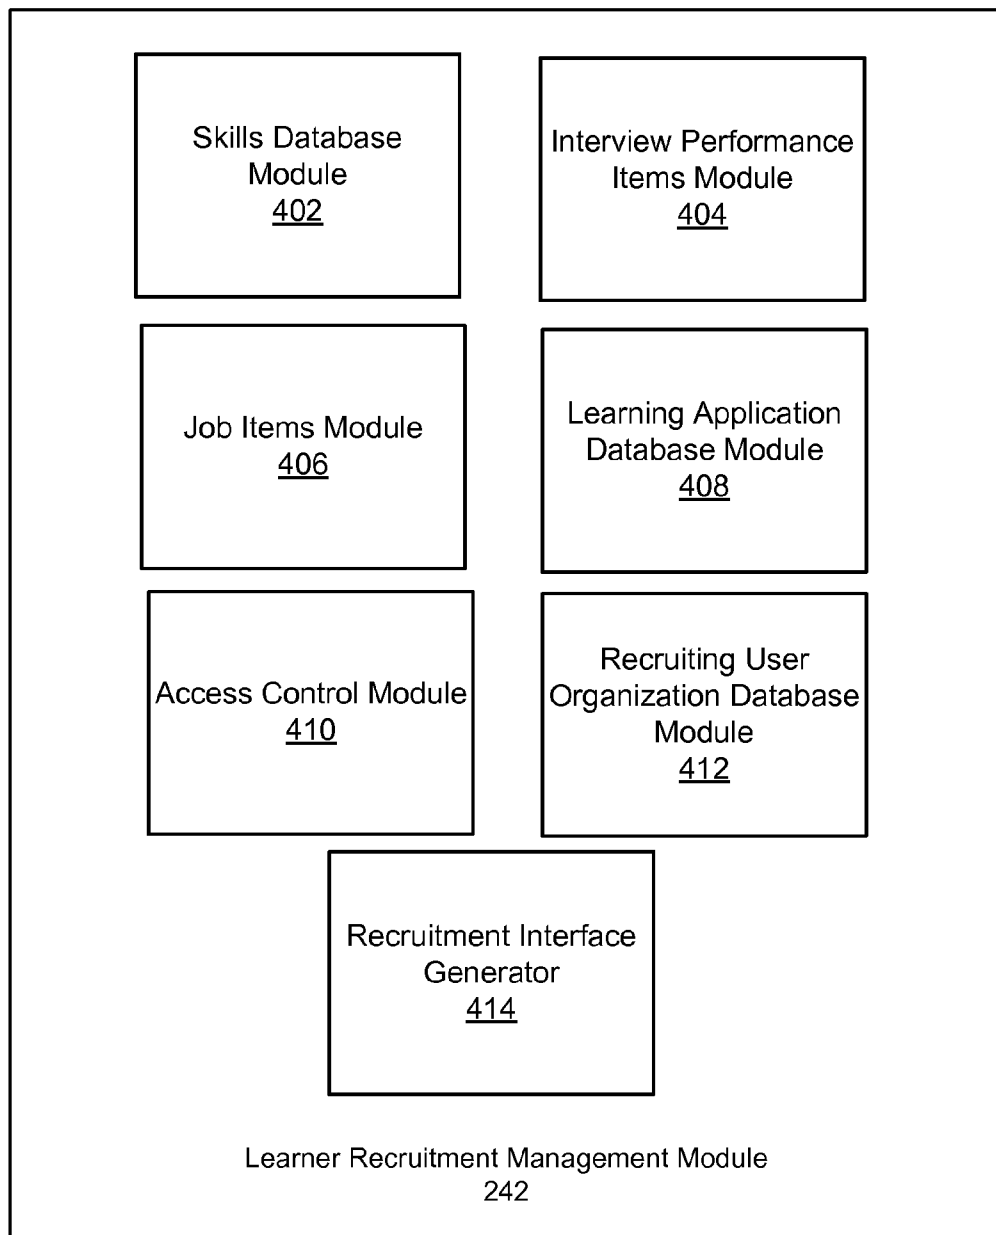 Skills Database
Module
402
Interview Performance
Items Module
404
Job Items Module
406
Learning Application
Database Module
408
Access Control Module
410
Recruiting User
Organization Database
Module
412
Recruitment Interface
Generator
414
Learner Recruitment Management Module
242